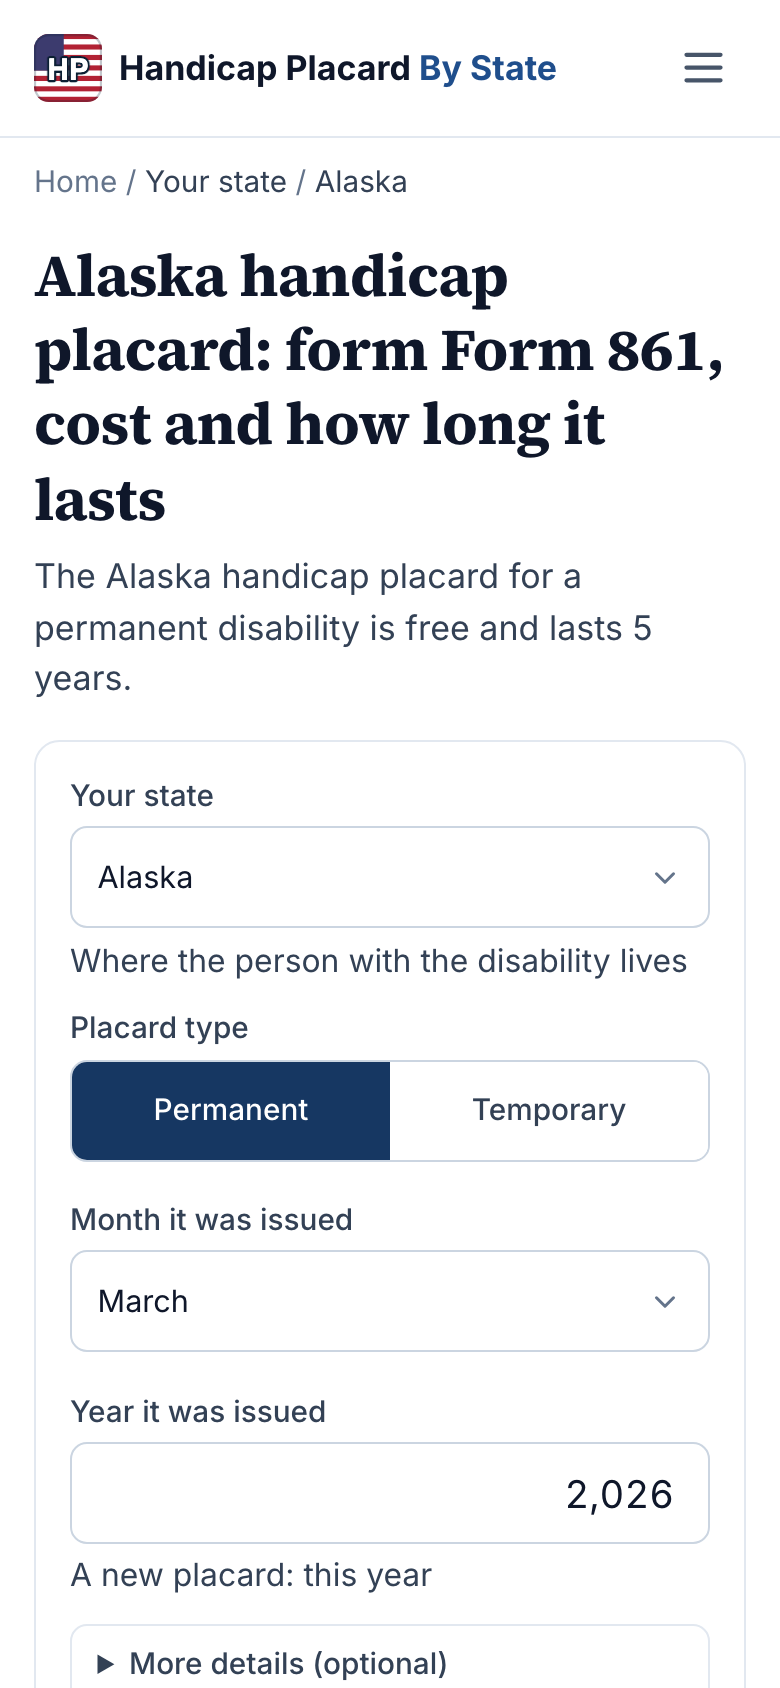 HP Handicap Placard By State
Home / Your state / Alaska
Alaska handicap
placard: form Form 861,
cost and how long it
lasts
The Alaska handicap placard for a
permanent disability is free and lasts 5
years.
Your state
Alaska
Where the person with the disability lives
Placard type
Permanent Temporary
Month it was issued
March
Year it was issued
2,026
A new placard: this year
More details (optional)